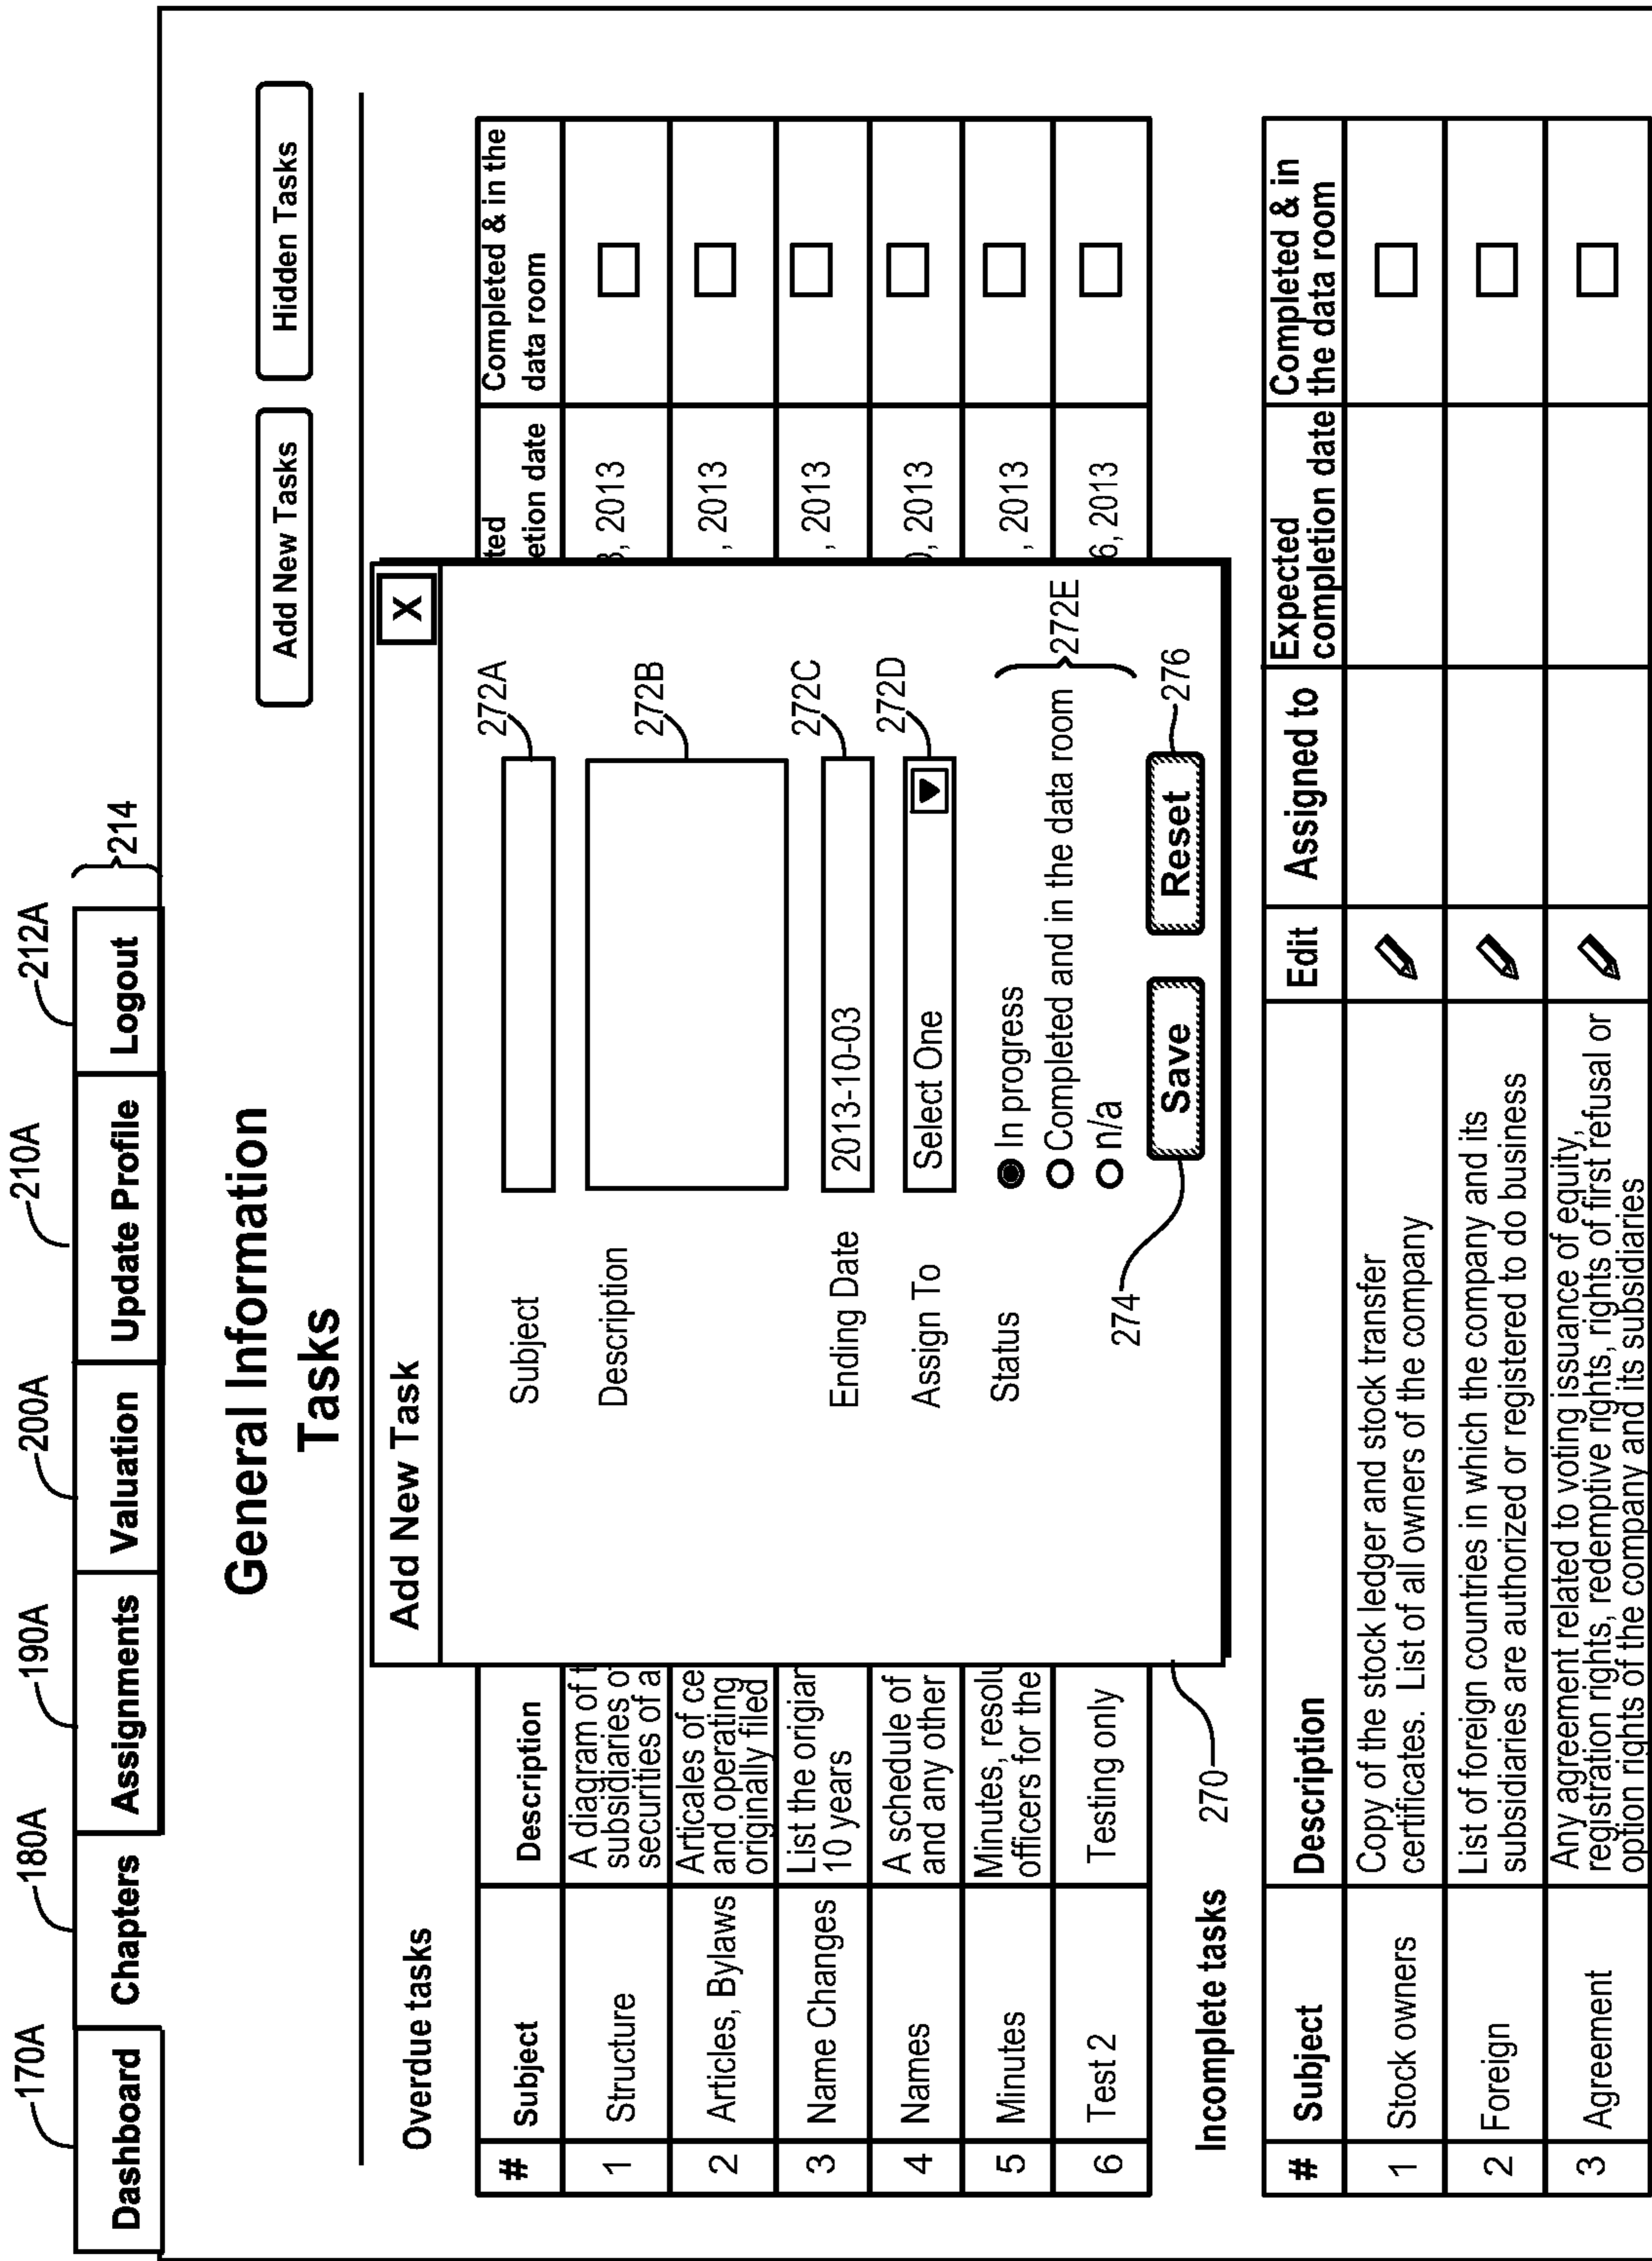 170A 180A 190A 200A 210A 212A
Dashboard Chapters Assignments Valuation Update Profile Logout 214
General Information
Tasks
Add New Tasks Hidden Tasks
Overdue tasks
# Subject Description ted etion date Completed & in the data room
1 Structure A diagram of t
subsidiaries o
securities of a
3, 2013
2 Articles, Bylaws Articales of ce
and operating
originally filed
, 2013
3 Name Changes List the origian
10 years
, 2013
4 Names A schedule of
and any other
0, 2013
5 Minutes Minutes, resolu
officers for the
, 2013
6 Test 2 Testing only 6, 2013
Add New Task X
Subject 272A
Description 272B
Ending Date 2013-10-03 272C
Assign To Select One 272D
Status In progress
Completed and in the data room 272E
n/a
274 Save Reset 276
270
Incomplete tasks
# Subject Description Edit Assigned to Expected completion date Completed & in the data room
1 Stock owners Copy of the stock ledger and stock transfer
certificates. List of all owners of the company
2 Foreign List of foreign countries in which the company and its
subsidiaries are authorized or registered to do business
3 Agreement Any agreement related to voting issuance of equity,
registration rights, redemptive rights, rights of first refusal or
option rights of the company and its subsidiaries